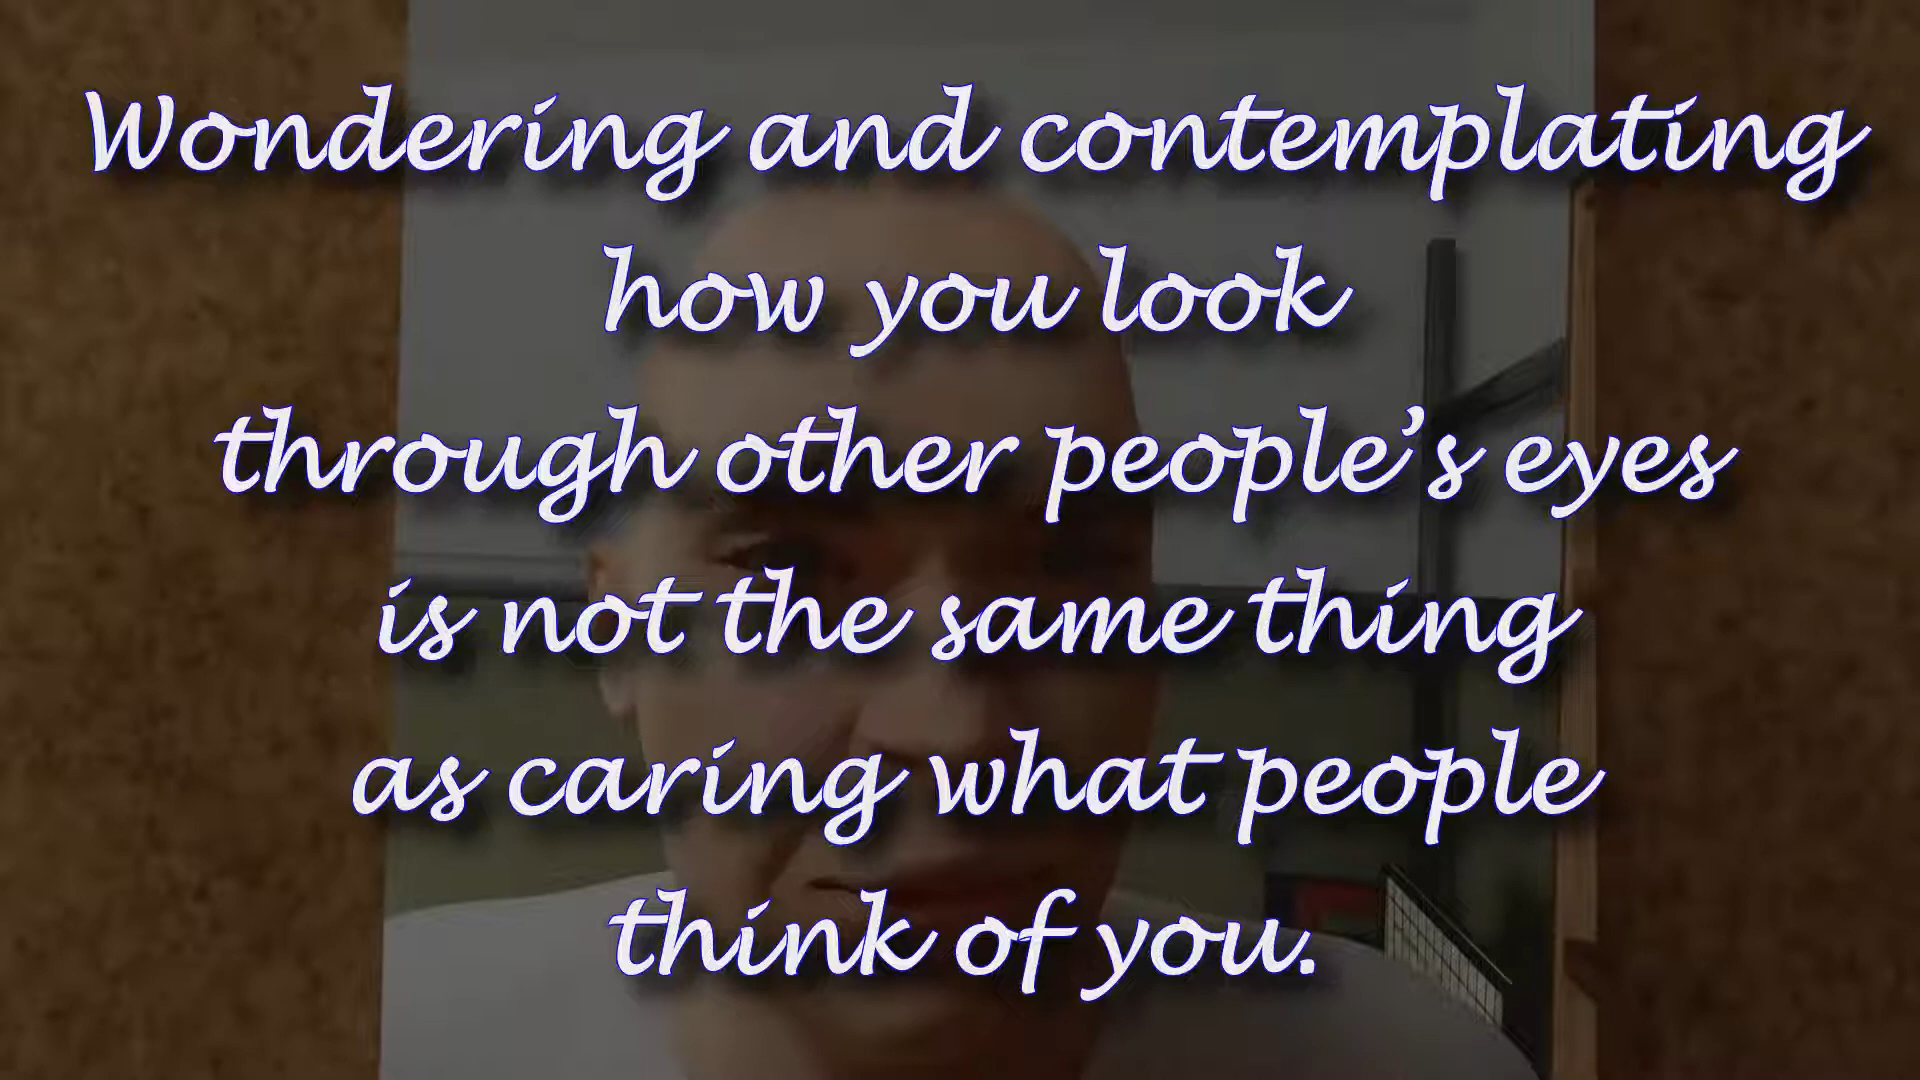 Wondering and contemplating
how you look
through other people’s eyes
is not the same thing
as caring what people
think of you.